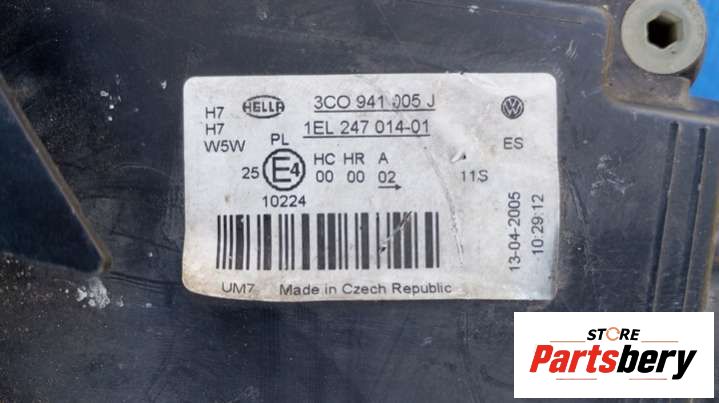 H7 HELLA 3C0 941 005 J
H7 1EL 247 014-01
W5W PL HC HR A ES
25 E4 00 00 02 11S
10224
UM7 Made in Czech Republic
13-04-2005
10:29:12
STORE
Partsbery